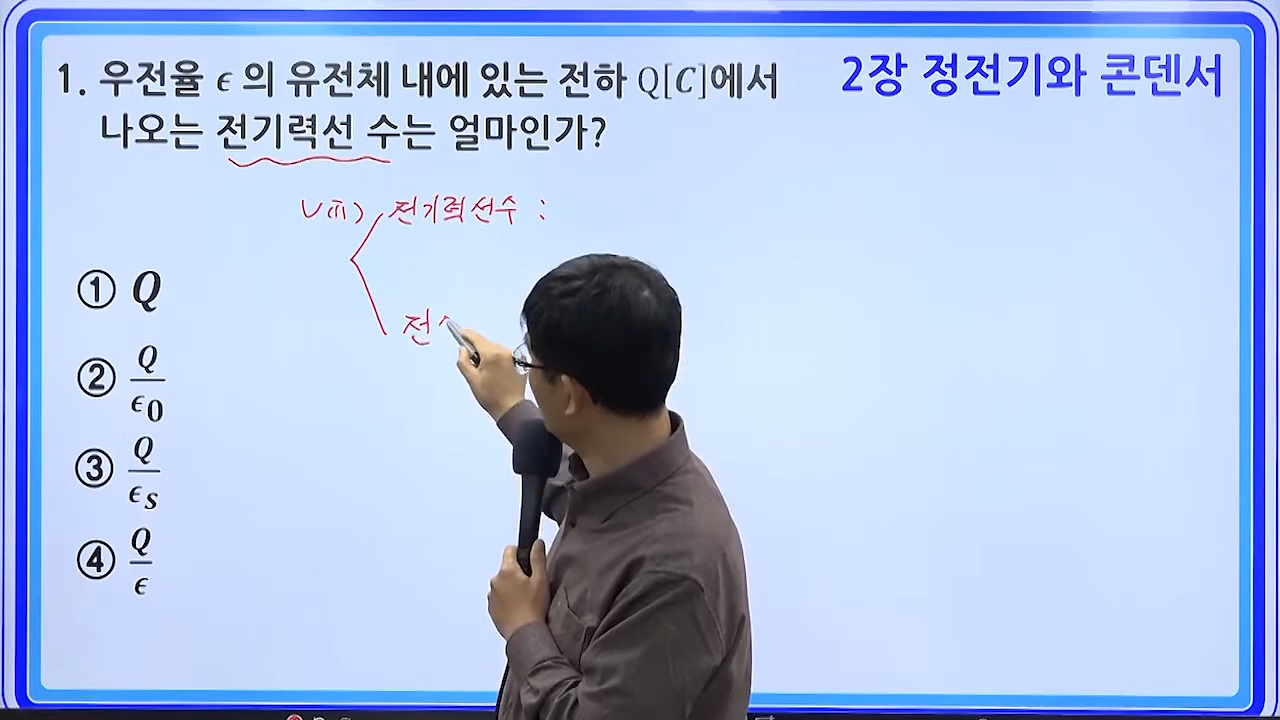 2장 정전기와 콘덴서
1. 우전율 ϵ 의 유전체 내에 있는 전하 Q[C]에서
나오는 전기력선 수는 얼마인가?
전기력선수 :
전
① Q
② Q/ϵ0
③ Q/ϵs
④ Q/ϵ